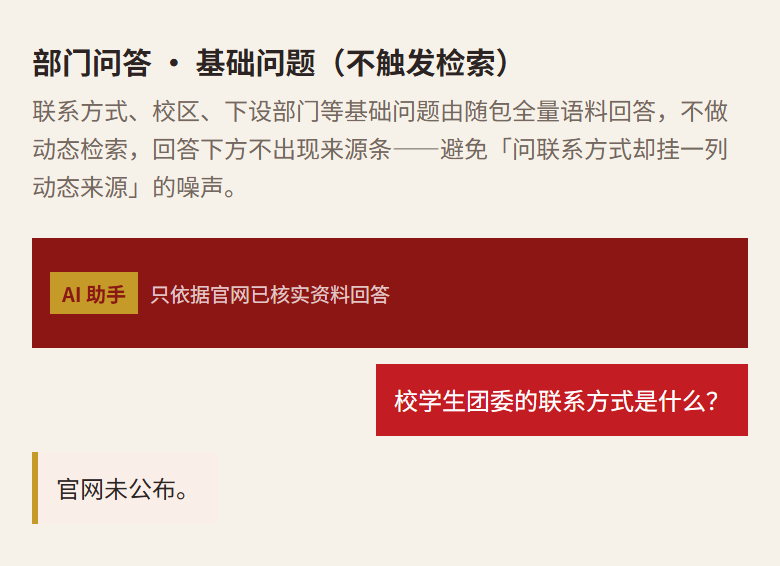 部门问答 · 基础问题（不触发检索）
联系方式、校区、下设部门等基础问题由随包全量语料回答，不做
动态检索，回答下方不出现来源条——避免「问联系方式却挂一列
动态来源」的噪声。
AI 助手 只依据官网已核实资料回答
校学生团委的联系方式是什么？
官网未公布。